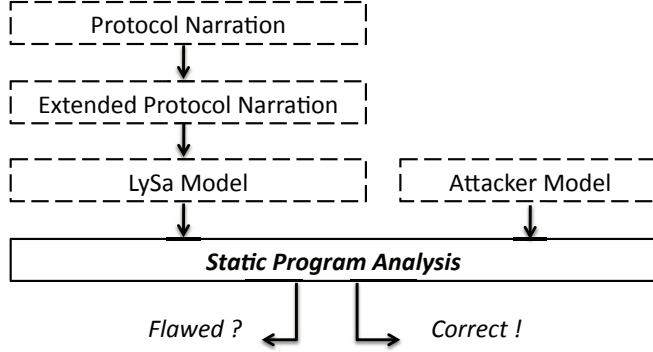 Protocol Narration
Extended Protocol Narration
LySa Model
Attacker Model
Static Program Analysis
Flawed ?
Correct !